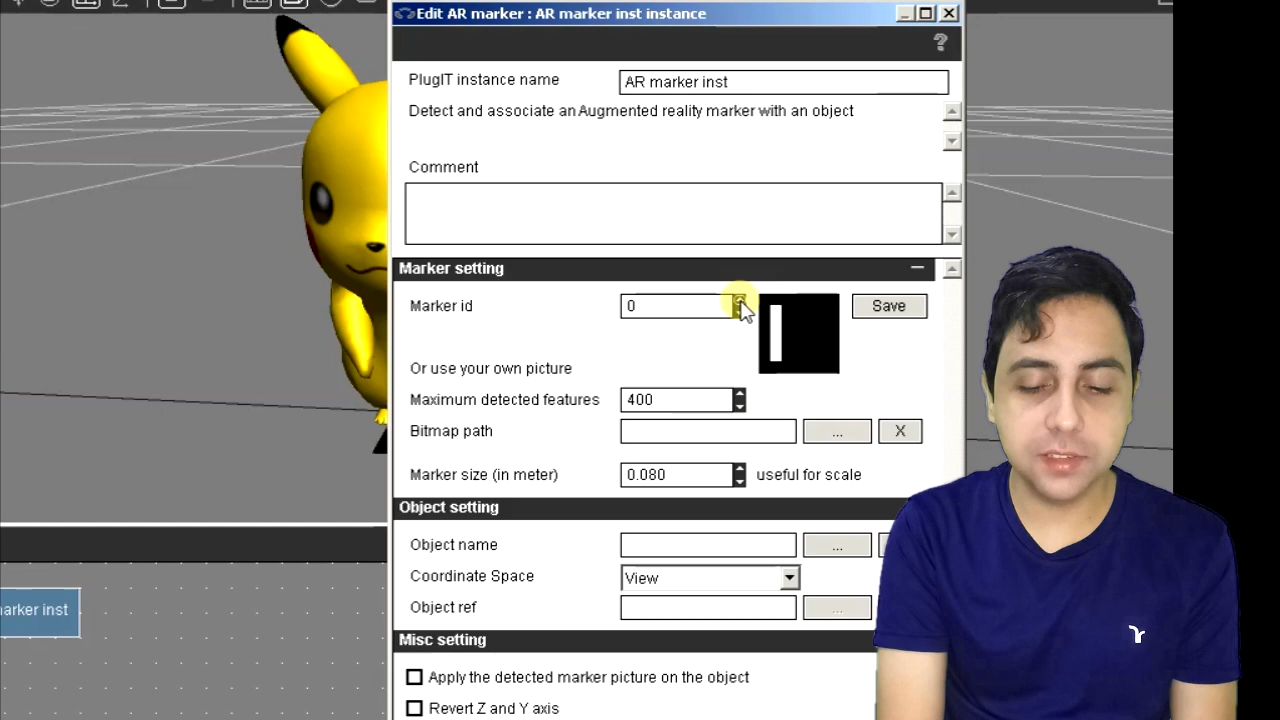 Edit AR marker : AR marker inst instance
?
PlugIT instance name
AR marker inst
Detect and associate an Augmented reality marker with an object
Comment
Marker setting
Marker id
0
Save
Or use your own picture
Maximum detected features
400
Bitmap path
...
X
Marker size (in meter)
0.080
useful for scale
Object setting
Object name
...
Coordinate Space
View
Object ref
...
marker inst
Misc setting
Apply the detected marker picture on the object
Revert Z and Y axis